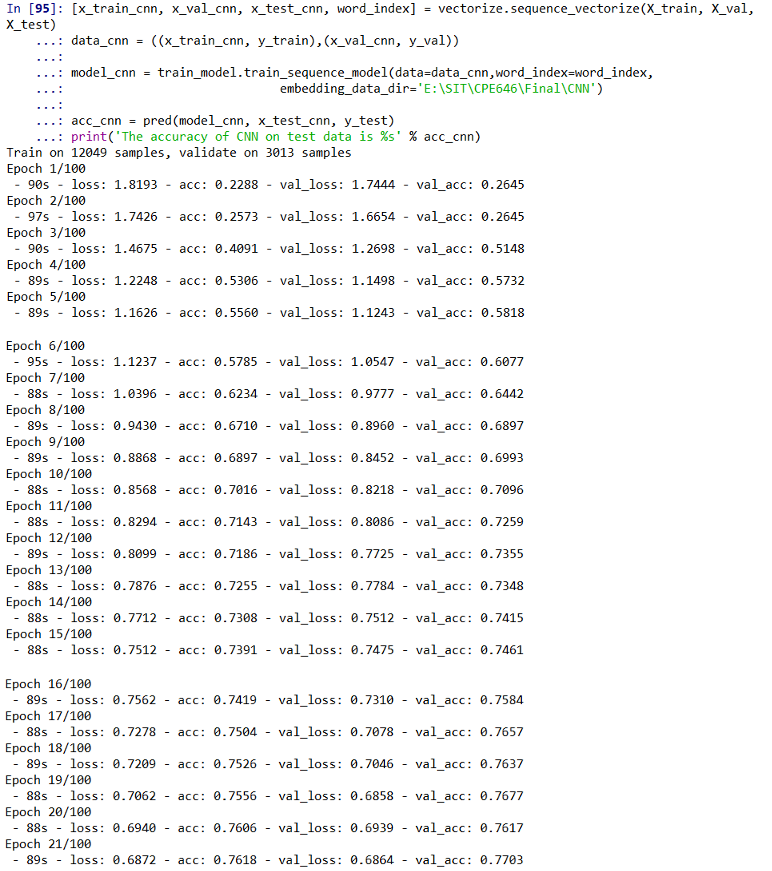 In [95]: [x_train_cnn, x_val_cnn, x_test_cnn, word_index] = vectorize.sequence_vectorize(X_train, X_val,
X_test)
...: data_cnn = ((x_train_cnn, y_train),(x_val_cnn, y_val))
...:
...: model_cnn = train_model.train_sequence_model(data=data_cnn,word_index=word_index,
...: embedding_data_dir='E:\SIT\CPE646\Final\CNN')
...:
...: acc_cnn = pred(model_cnn, x_test_cnn, y_test)
...: print('The accuracy of CNN on test data is %s' % acc_cnn)
Train on 12049 samples, validate on 3013 samples
Epoch 1/100
- 90s - loss: 1.8193 - acc: 0.2288 - val_loss: 1.7444 - val_acc: 0.2645
Epoch 2/100
- 97s - loss: 1.7426 - acc: 0.2573 - val_loss: 1.6654 - val_acc: 0.2645
Epoch 3/100
- 90s - loss: 1.4675 - acc: 0.4091 - val_loss: 1.2698 - val_acc: 0.5148
Epoch 4/100
- 89s - loss: 1.2248 - acc: 0.5306 - val_loss: 1.1498 - val_acc: 0.5732
Epoch 5/100
- 89s - loss: 1.1626 - acc: 0.5560 - val_loss: 1.1243 - val_acc: 0.5818
Epoch 6/100
- 95s - loss: 1.1237 - acc: 0.5785 - val_loss: 1.0547 - val_acc: 0.6077
Epoch 7/100
- 88s - loss: 1.0396 - acc: 0.6234 - val_loss: 0.9777 - val_acc: 0.6442
Epoch 8/100
- 89s - loss: 0.9430 - acc: 0.6710 - val_loss: 0.8960 - val_acc: 0.6897
Epoch 9/100
- 89s - loss: 0.8868 - acc: 0.6897 - val_loss: 0.8452 - val_acc: 0.6993
Epoch 10/100
- 88s - loss: 0.8568 - acc: 0.7016 - val_loss: 0.8218 - val_acc: 0.7096
Epoch 11/100
- 88s - loss: 0.8294 - acc: 0.7143 - val_loss: 0.8086 - val_acc: 0.7259
Epoch 12/100
- 89s - loss: 0.8099 - acc: 0.7186 - val_loss: 0.7725 - val_acc: 0.7355
Epoch 13/100
- 88s - loss: 0.7876 - acc: 0.7255 - val_loss: 0.7784 - val_acc: 0.7348
Epoch 14/100
- 88s - loss: 0.7712 - acc: 0.7308 - val_loss: 0.7512 - val_acc: 0.7415
Epoch 15/100
- 88s - loss: 0.7512 - acc: 0.7391 - val_loss: 0.7475 - val_acc: 0.7461
Epoch 16/100
- 89s - loss: 0.7562 - acc: 0.7419 - val_loss: 0.7310 - val_acc: 0.7584
Epoch 17/100
- 88s - loss: 0.7278 - acc: 0.7504 - val_loss: 0.7078 - val_acc: 0.7657
Epoch 18/100
- 89s - loss: 0.7209 - acc: 0.7526 - val_loss: 0.7046 - val_acc: 0.7637
Epoch 19/100
- 88s - loss: 0.7062 - acc: 0.7556 - val_loss: 0.6858 - val_acc: 0.7677
Epoch 20/100
- 88s - loss: 0.6940 - acc: 0.7606 - val_loss: 0.6939 - val_acc: 0.7617
Epoch 21/100
- 89s - loss: 0.6872 - acc: 0.7618 - val_loss: 0.6864 - val_acc: 0.7703